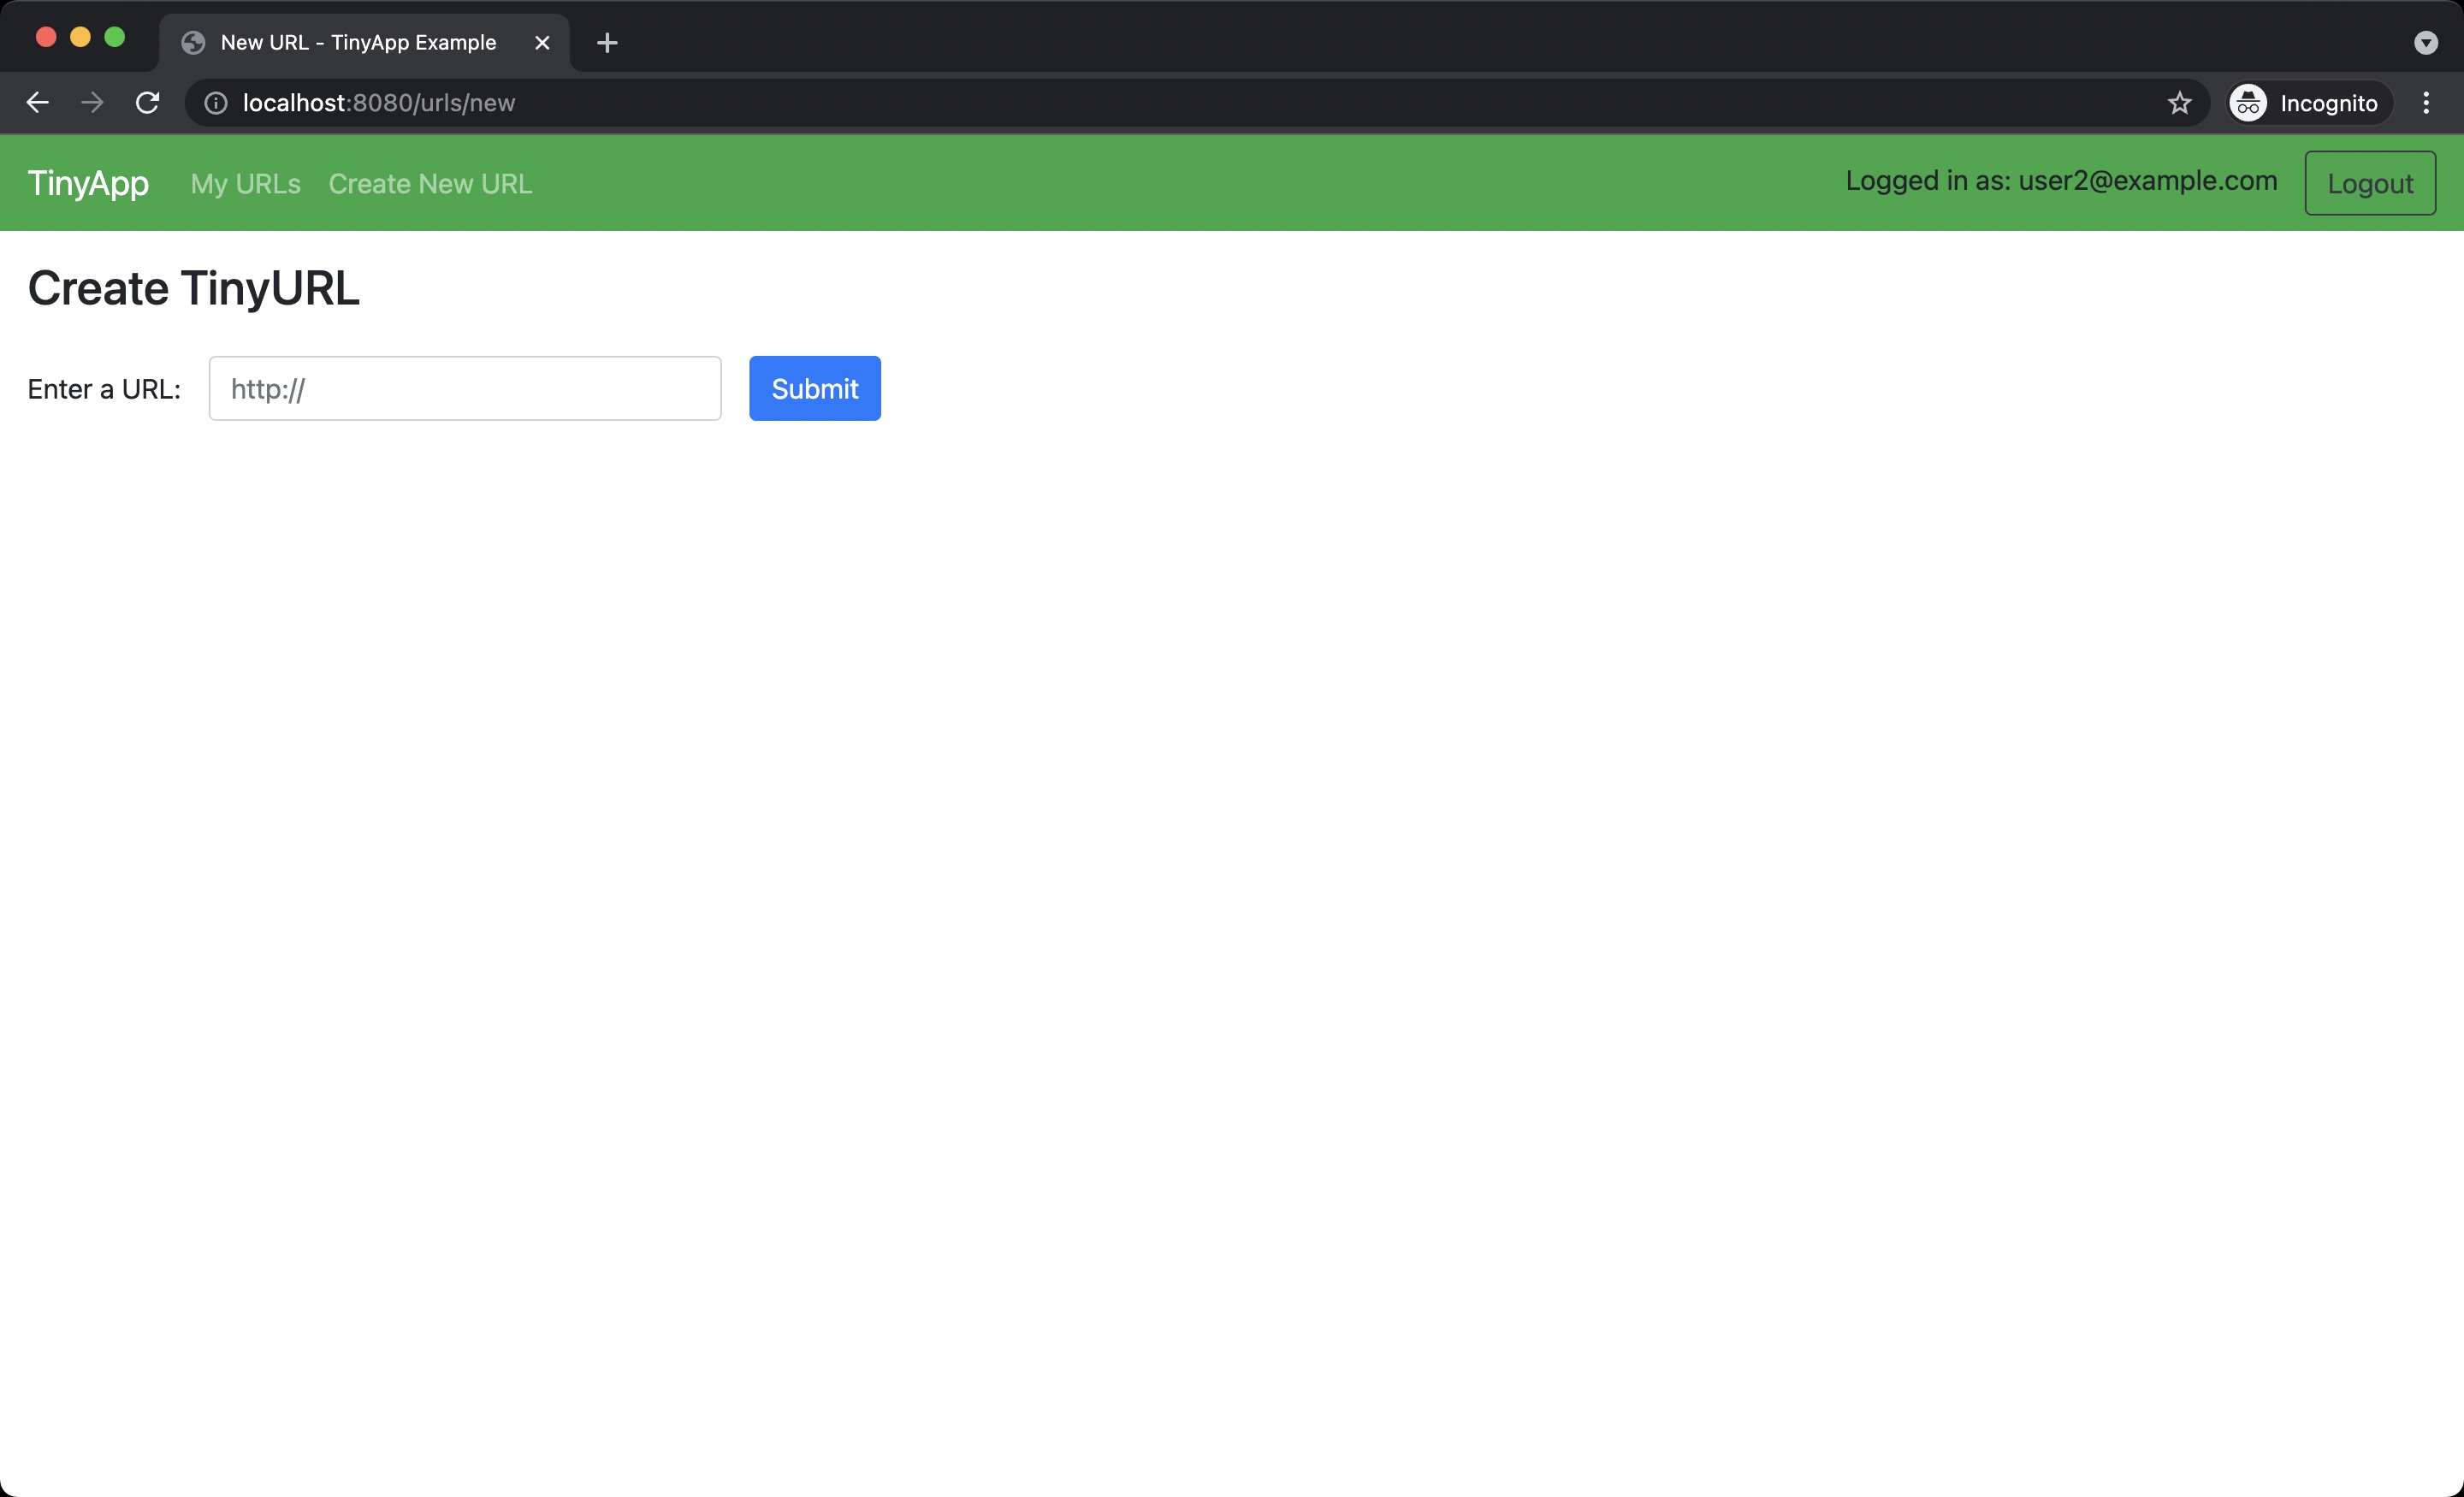 New URL - TinyApp Example
localhost:8080/urls/new
Incognito
TinyApp My URLs Create New URL Logged in as: user2@example.com Logout
Create TinyURL
Enter a URL: http:// Submit